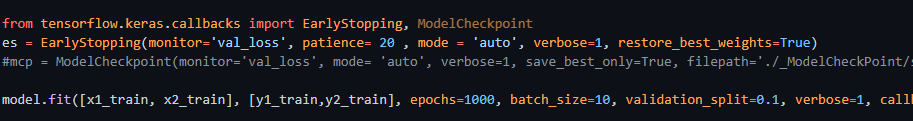 from tensorflow.keras.callbacks import EarlyStopping, ModelCheckpoint
es = EarlyStopping(monitor='val_loss', patience= 20 , mode = 'auto', verbose=1, restore_best_weights=True)
#mcp = ModelCheckpoint(monitor='val_loss', mode= 'auto', verbose=1, save_best_only=True, filepath='./_ModelCheckPoint/s
model.fit([x1_train, x2_train], [y1_train,y2_train], epochs=1000, batch_size=10, validation_split=0.1, verbose=1, call